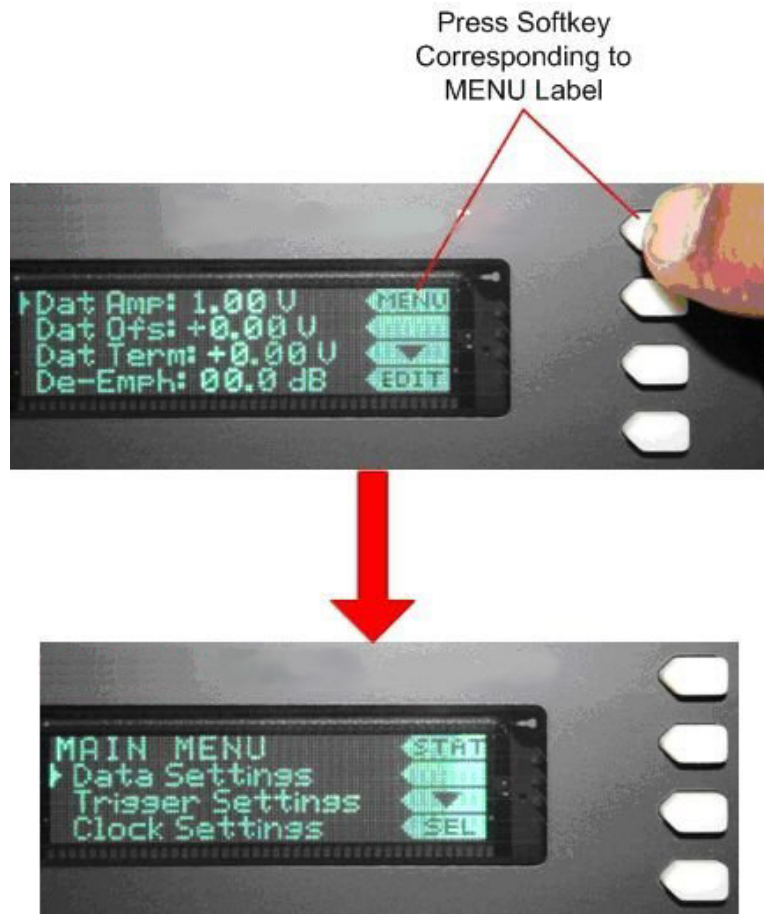 Press Softkey
Corresponding to
MENU Label
Dat Amp: 1.00 V
MENU
Dat Ofs: +0.00 V
Dat Term: +0.00 V
De-Emph: 00.0 dB
EDIT
MAIN MENU
STAT
Data Settings
Trigger Settings
Clock Settings
SEL